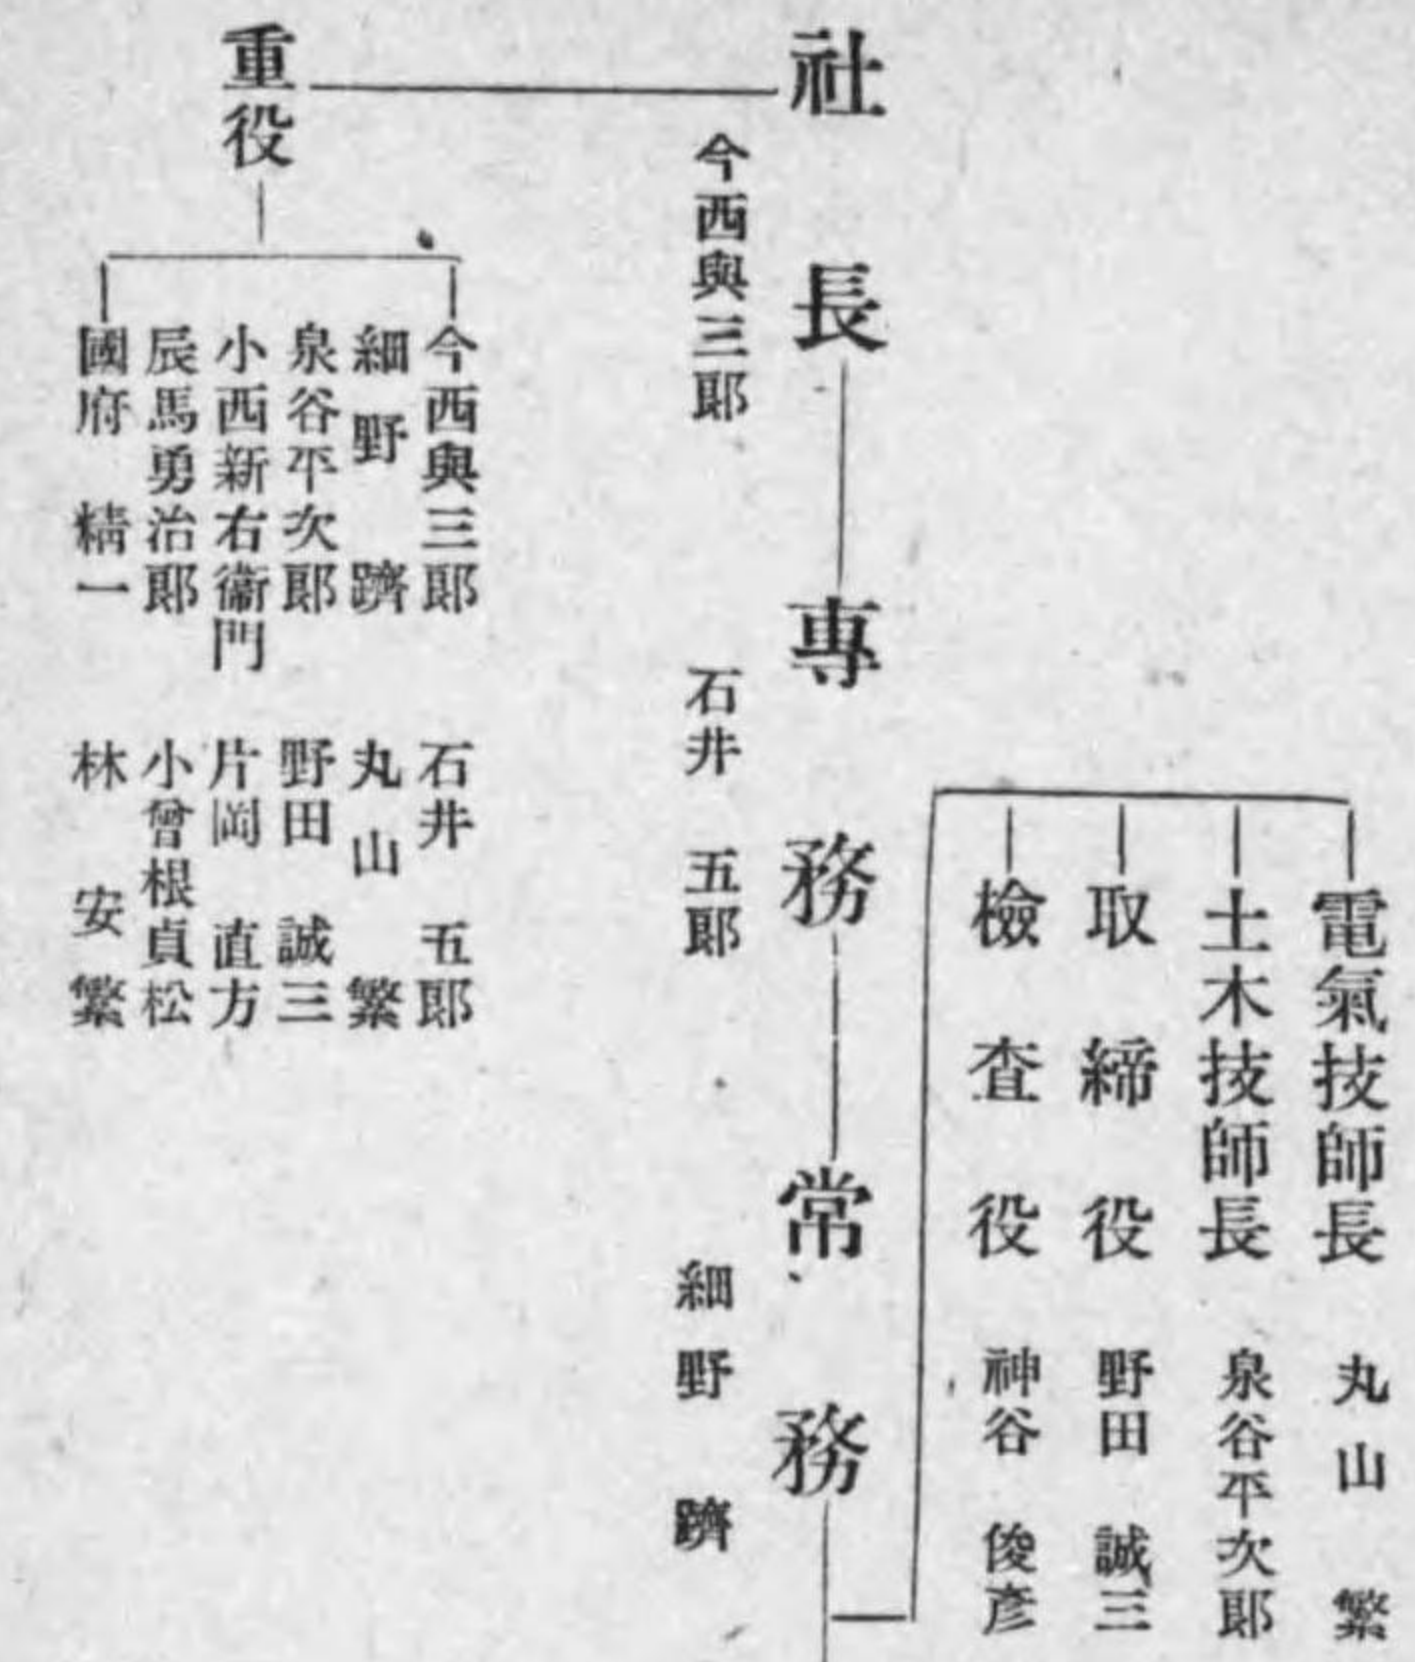 電氣技師長 丸山繁
土木技師長 泉谷平次郎
取締役 野田誠三
檢査役 神谷俊彦
社長 專務 常務
今西與三郎 石井五郎 細野躋
重役
今西與三郎 石井五郎
細野躋 丸山繁
泉谷平次郎 野田誠三
小西新右衞門 片岡直方
辰馬勇治郎 小曾根貞松
國府精一 林安繁